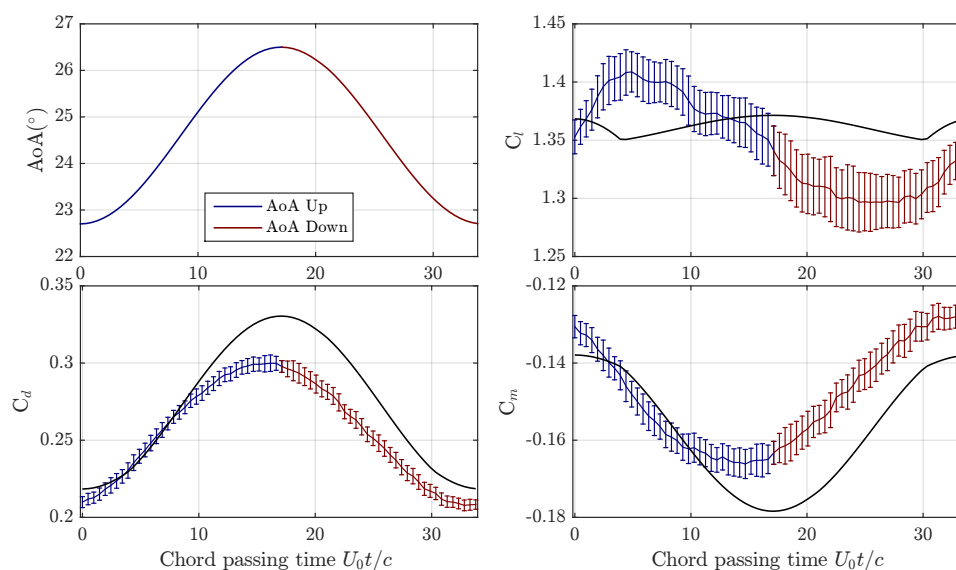 27
26
25
24
23
22
AoA(°)
AoA Up
AoA Down
0 10 20 30
1.45
1.4
1.35
1.3
1.25
C_l
0 10 20 30
0.35
0.3
0.25
0.2
C_d
0 10 20 30
Chord passing time U_0t/c
-0.12
-0.14
-0.16
-0.18
C_m
0 10 20 30
Chord passing time U_0t/c